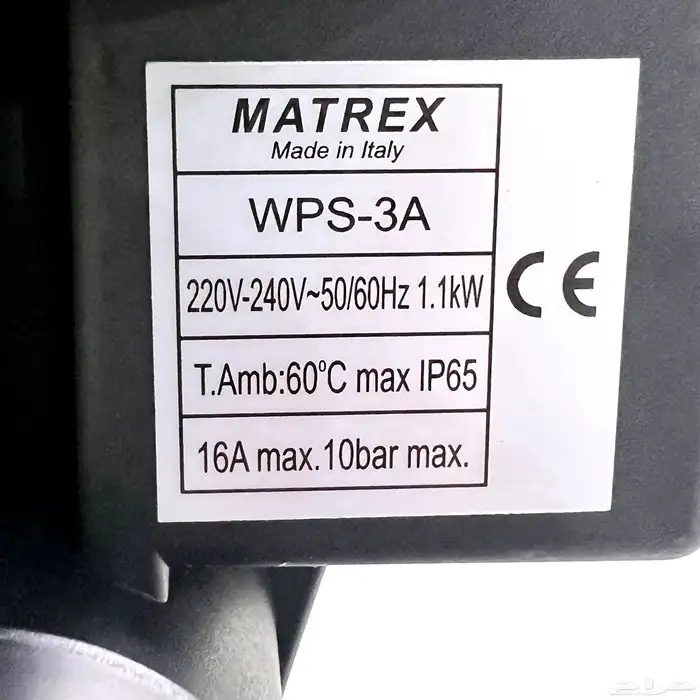 MATREX
Made in Italy
WPS-3A
220V-240V~50/60Hz 1.1kW
CE
T.Amb:60°C max IP65
16A max.10bar max.
حراج